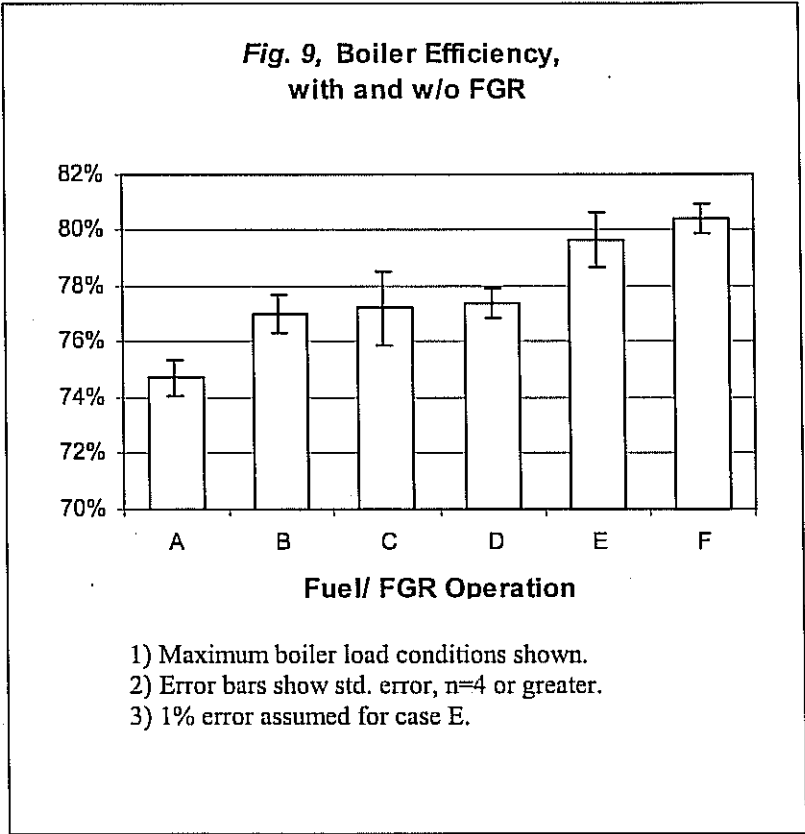 Fig. 9, Boiler Efficiency,
with and w/o FGR
82%
80%
78%
76%
74%
72%
70%
A B C D E F
Fuel/ FGR Operation
1) Maximum boiler load conditions shown.
2) Error bars show std. error, n=4 or greater.
3) 1% error assumed for case E.